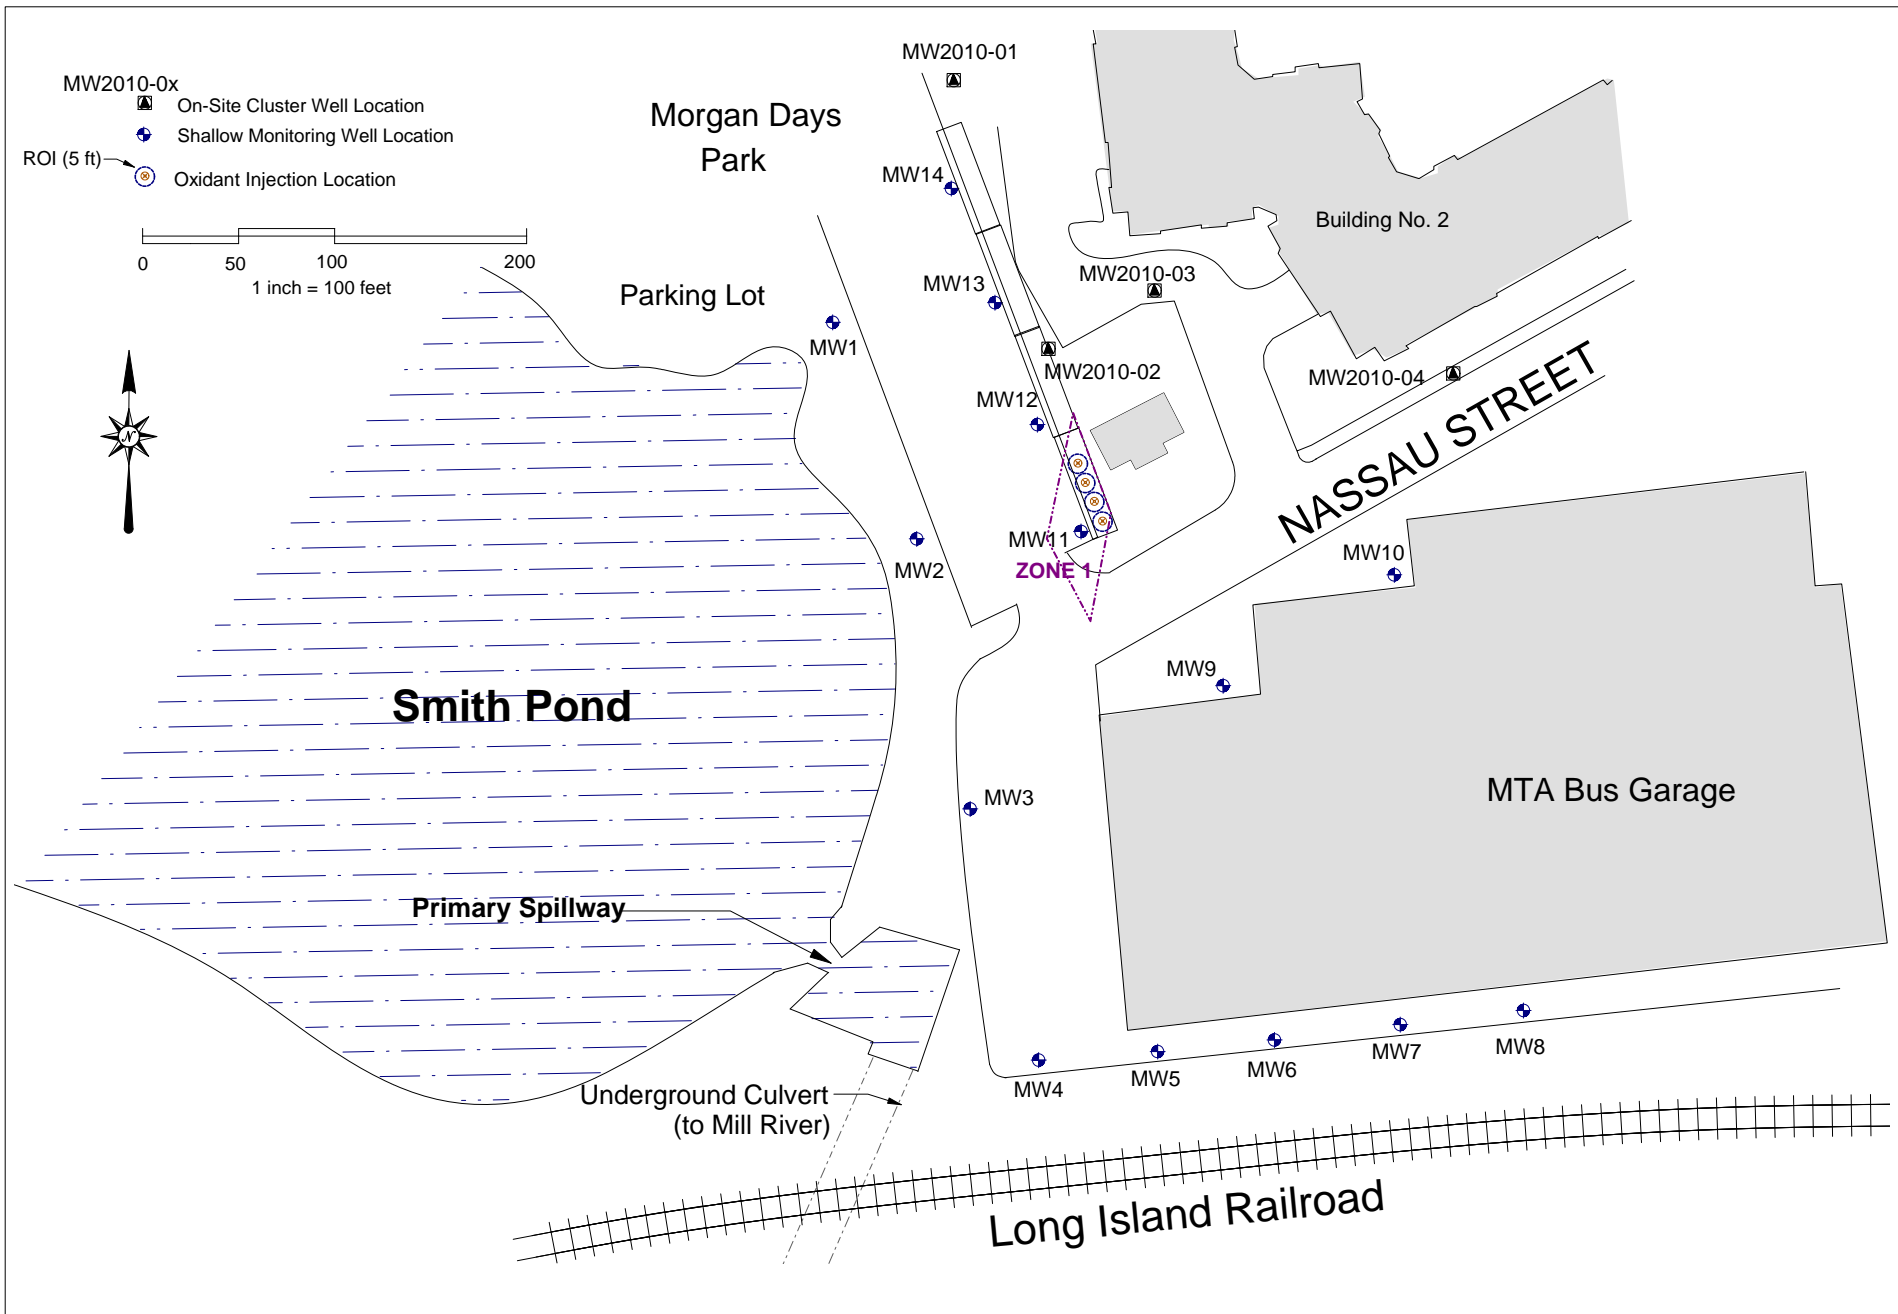 MW2010-0x
On-Site Cluster Well Location
Shallow Monitoring Well Location
ROI (5 ft)
Oxidant Injection Location
0 50 100 200
1 inch = 100 feet
N
Morgan Days
Park
Parking Lot
MW2010-01
MW14
MW13
MW2010-03
Building No. 2
MW1
MW2010-02
MW2010-04
MW12
NASSAU STREET
MW11
MW2
ZONE 1
MW10
MW9
Smith Pond
MW3
MTA Bus Garage
Primary Spillway
MW4
MW5
MW6
MW7
MW8
Underground Culvert
(to Mill River)
Long Island Railroad